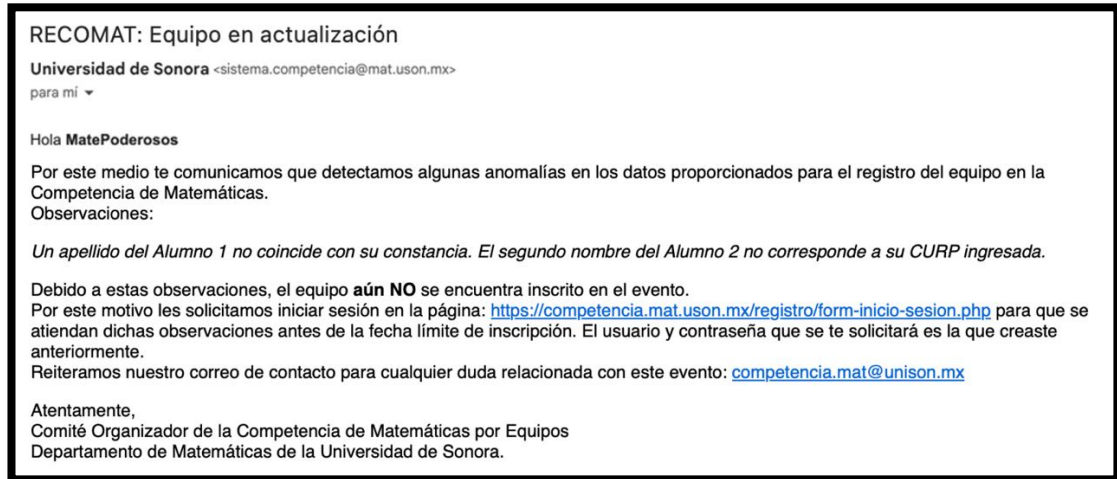 RECOMAT: Equipo en actualización
Universidad de Sonora <sistema.competencia@mat.uson.mx>
para mí
Hola MatePoderosos
Por este medio te comunicamos que detectamos algunas anomalías en los datos proporcionados para el registro del equipo en la
Competencia de Matemáticas.
Observaciones:
Un apellido del Alumno 1 no coincide con su constancia. El segundo nombre del Alumno 2 no corresponde a su CURP ingresada.
Debido a estas observaciones, el equipo aún NO se encuentra inscrito en el evento.
Por este motivo les solicitamos iniciar sesión en la página: https://competencia.mat.uson.mx/registro/form-inicio-sesion.php para que se
atiendan dichas observaciones antes de la fecha límite de inscripción. El usuario y contraseña que se te solicitará es la que creaste
anteriormente.
Reiteramos nuestro correo de contacto para cualquier duda relacionada con este evento: competencia.mat@unison.mx
Atentamente,
Comité Organizador de la Competencia de Matemáticas por Equipos
Departamento de Matemáticas de la Universidad de Sonora.